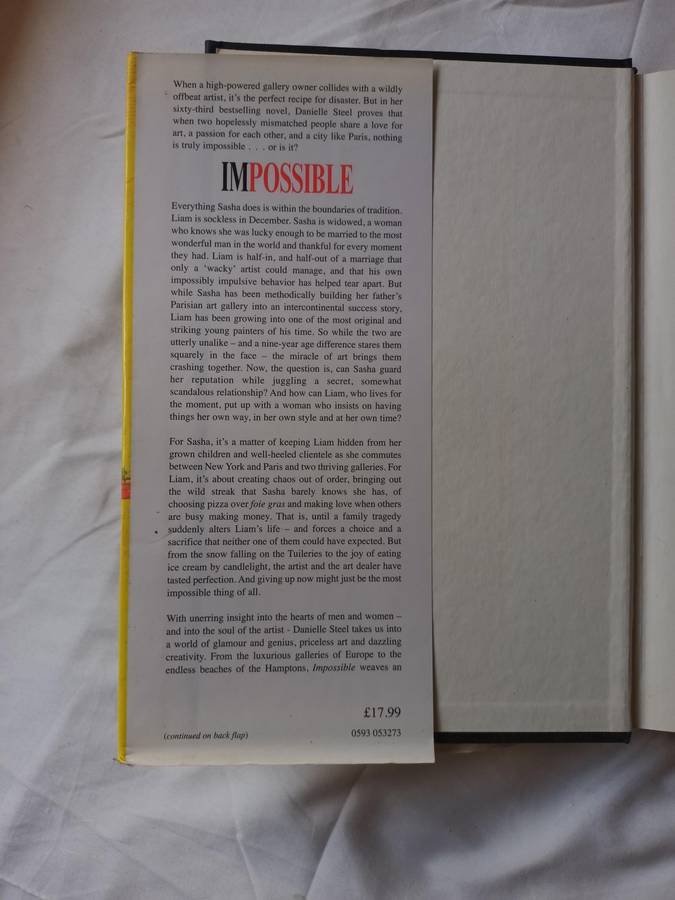 When a high-powered gallery owner collides with a wildly
offbeat artist, it's the perfect recipe for disaster. But in her
sixty-third bestselling novel, Danielle Steel proves that
when two hopelessly mismatched people share a love for
art, a passion for each other, and a city like Paris, nothing
is truly impossible . . . or is it?
IMPOSSIBLE
Everything Sasha does is within the boundaries of tradition.
Liam is sockless in December. Sasha is widowed, a woman
who knows she was lucky enough to be married to the most
wonderful man in the world and thankful for every moment
they had. Liam is half-in, and half-out of a marriage that
only a 'wacky' artist could manage, and that his own
impossibly impulsive behavior has helped tear apart. But
while Sasha has been methodically building her father's
Parisian art gallery into an intercontinental success story,
Liam has been growing into one of the most original and
striking young painters of his time. So while the two are
utterly unalike – and a nine-year age difference stares them
squarely in the face – the miracle of art brings them
crashing together. Now, the question is, can Sasha guard
her reputation while juggling a secret, somewhat
scandalous relationship? And how can Liam, who lives for
the moment, put up with a woman who insists on having
things her own way, in her own style and at her own time?
For Sasha, it's a matter of keeping Liam hidden from her
grown children and well-heeled clientele as she commutes
between New York and Paris and two thriving galleries. For
Liam, it's about creating chaos out of order, bringing out
the wild streak that Sasha barely knows she has, of
choosing pizza over foie gras and making love when others
are busy making money. That is, until a family tragedy
suddenly alters Liam's life – and forces a choice and a
sacrifice that neither one of them could have expected. But
from the snow falling on the Tuileries to the joy of eating
ice cream by candlelight, the artist and the art dealer have
tasted perfection. And giving up now might just be the most
impossible thing of all.
With unerring insight into the hearts of men and women –
and into the soul of the artist - Danielle Steel takes us into
a world of glamour and genius, priceless art and dazzling
creativity. From the luxurious galleries of Europe to the
endless beaches of the Hamptons, Impossible weaves an
£17.99
(continued on back flap)
0593 053273